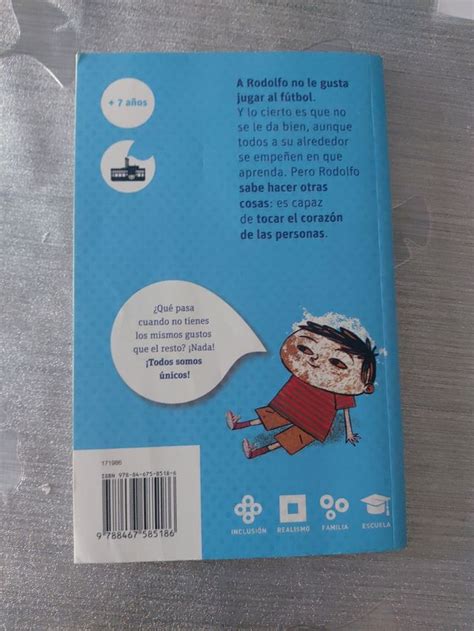 + 7 años
A Rodolfo no le gusta
jugar al fútbol.
Y lo cierto es que no
se le da bien, aunque
todos a su alrededor
se empeñen en que
aprenda. Pero Rodolfo
sabe hacer otras
cosas: es capaz
de tocar el corazón
de las personas.
¿Qué pasa
cuando no tienes
los mismos gustos
que el resto? ¡Nada!
¡Todos somos
únicos!
171986
ISBN 978-84-675-8518-6
9 788467 585186
INCLUSIÓN
REALISMO
FAMILIA
ESCUELA